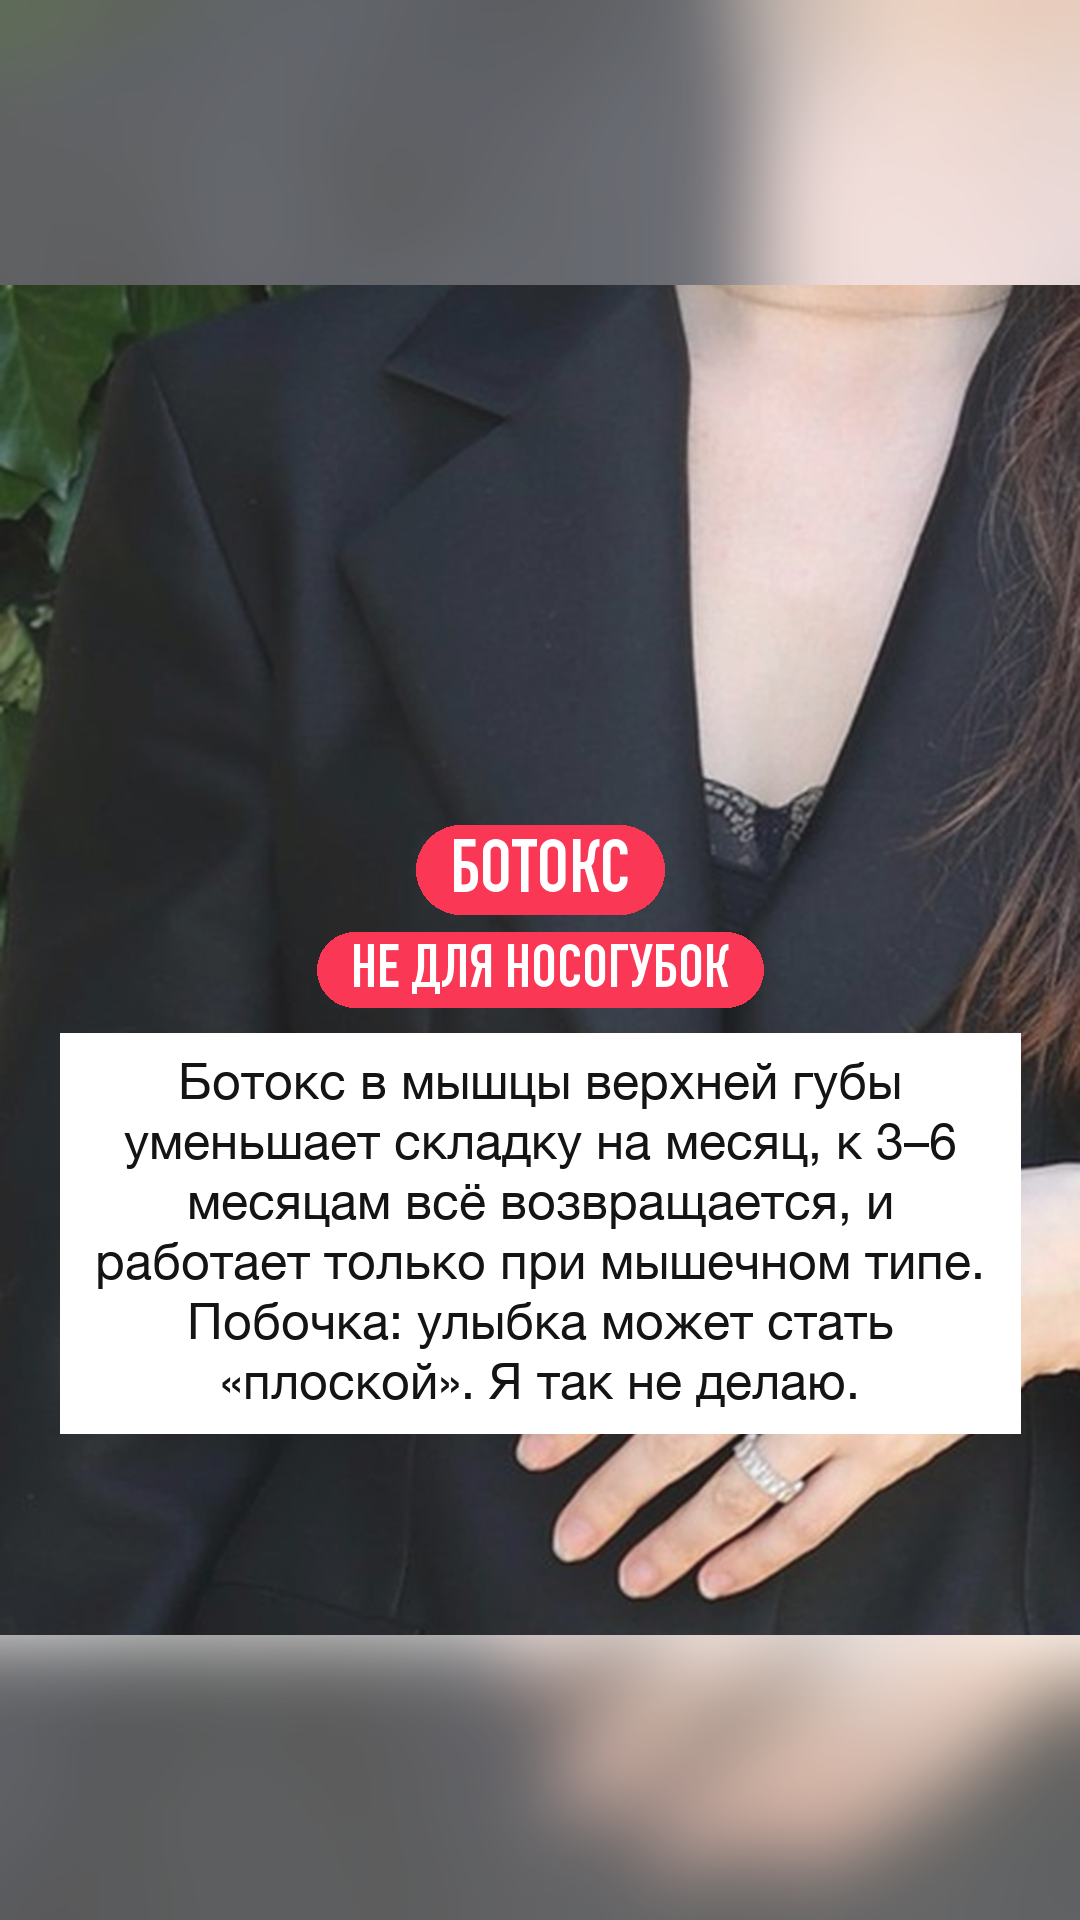 БОТОКС
НЕ ДЛЯ НОСОГУБОК
Ботокс в мышцы верхней губы
уменьшает складку на месяц, к 3–6
месяцам всё возвращается, и
работает только при мышечном типе.
Побочка: улыбка может стать
«плоской». Я так не делаю.